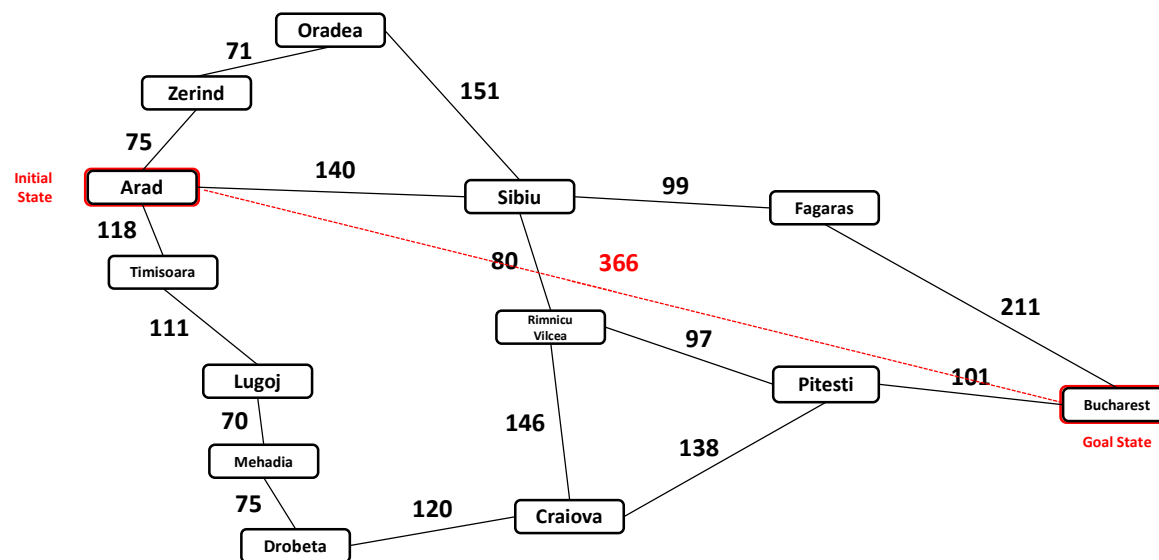 Oradea
71
Zerind
151
75
Initial
State
Arad
140
Sibiu
99
Fagaras
118
Timisoara
80
366
111
Rimnicu
Vilcea
97
211
Lugoj
Pitesti
101
Bucharest
70
146
138
Goal State
Mehadia
75
120
Craiova
Drobeta